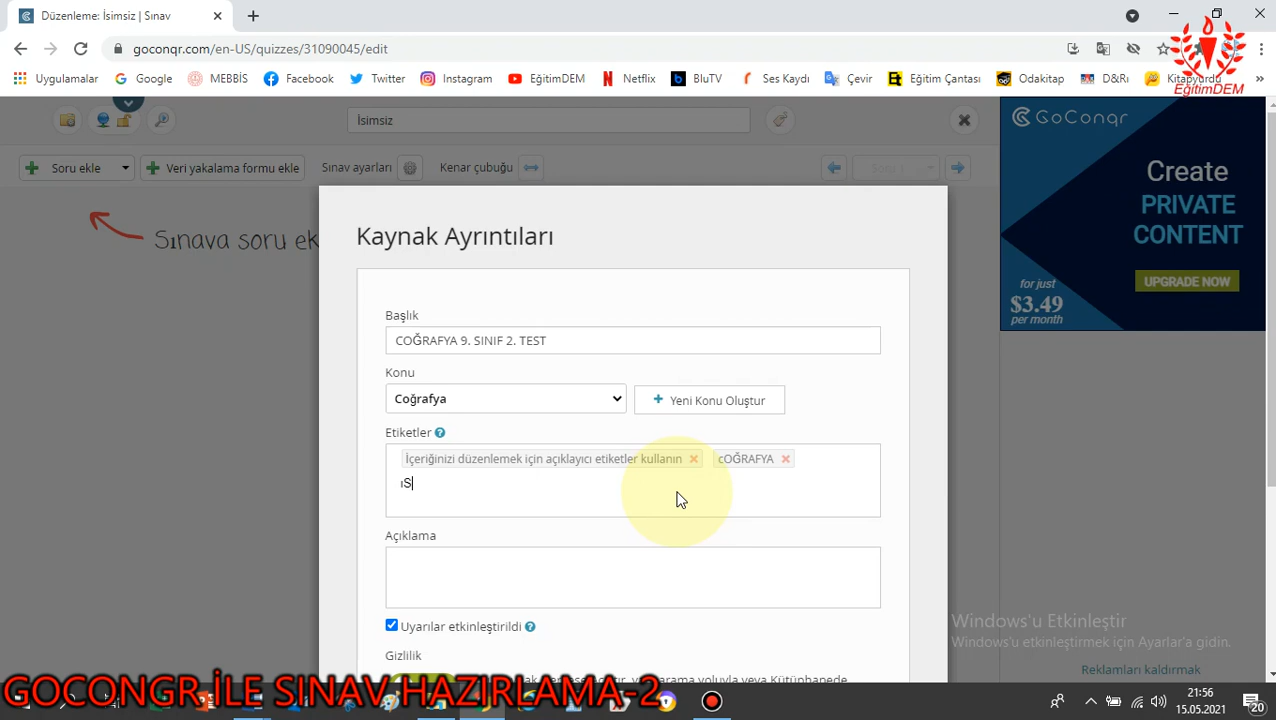 Düzenleme: İsimsiz | Sınav
goconqr.com/en-US/quizzes/31090045/edit
Uygulamalar Google MEBBİS Facebook Twitter Instagram EğitimDEM Netflix BluTV Ses Kaydı Çevir Eğitim Çantası Odakitap D&Rı Kitapyurdu
EğitimDEM
İsimsiz
Soru ekle Veri yakalama formu ekle Sınav ayarları Kenar çubuğu
Sınava soru ek
GoConqr
Create
PRIVATE
CONTENT
for just
$3.49
per month
UPGRADE NOW
Kaynak Ayrıntıları
Başlık
COĞRAFYA 9. SINIF 2. TEST
Konu
Coğrafya
Yeni Konu Oluştur
Etiketler
İçeriğinizi düzenlemek için açıklayıcı etiketler kullanın cOĞRAFYA
ıS
Açıklama
Uyarılar etkinleştirildi
Gizlilik
Windows'u Etkinleştir
Windows'u etkinleştirmek için Ayarlar'a gidin.
Reklamları kaldırmak
GOCONGR İLE SINAV HAZIRLAMA-2
21:56
15.05.2021
20